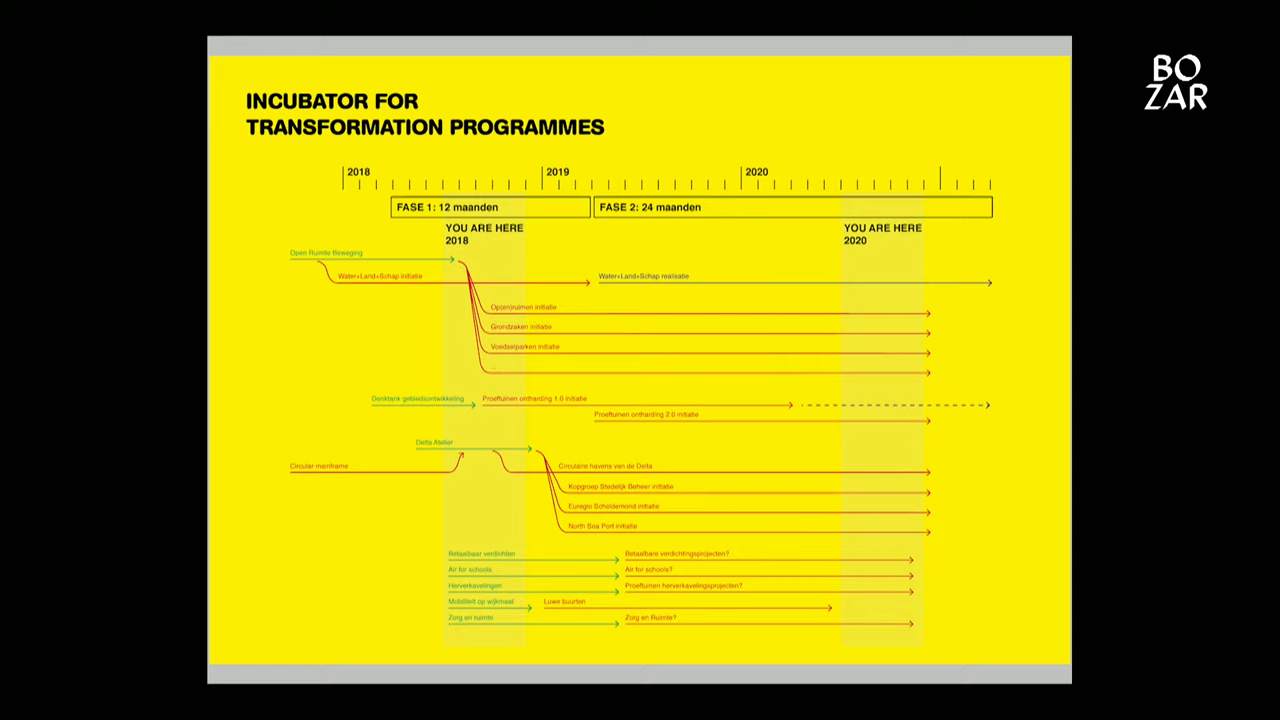 BO
ZAR
INCUBATOR FOR
TRANSFORMATION PROGRAMMES
2018
2019
2020
FASE 1: 12 maanden
FASE 2: 24 maanden
YOU ARE HERE
2018
YOU ARE HERE
2020
Open Ruimte Beweging
Water+Land+Schap initiatie
Water+Land+Schap realisatie
Op(en)ruimen initiatie
Grondzaken initiatie
Voedselparken initiatie
...
Denktank gebiedsontwikkeling
Proeftuinen ontharding 1.0 initiatie
Proeftuinen ontharding 2.0 initiatie
Delta Atelier
Circular mainframe
Circulaire havens van de Delta
Kopgroep Stedelijk Beheer initiatie
Euregio Scheldemond initiatie
North Sea Port initiatie
Betaalbaar verdichten
Betaalbare verdichtingsprojecten?
Air for schools
Air for schools?
Herverkavelingen
Proeftuinen herverkavelingsprojecten?
Mobiliteit op wijkmaat
Luwe buurten
Zorg en ruimte
Zorg en Ruimte?